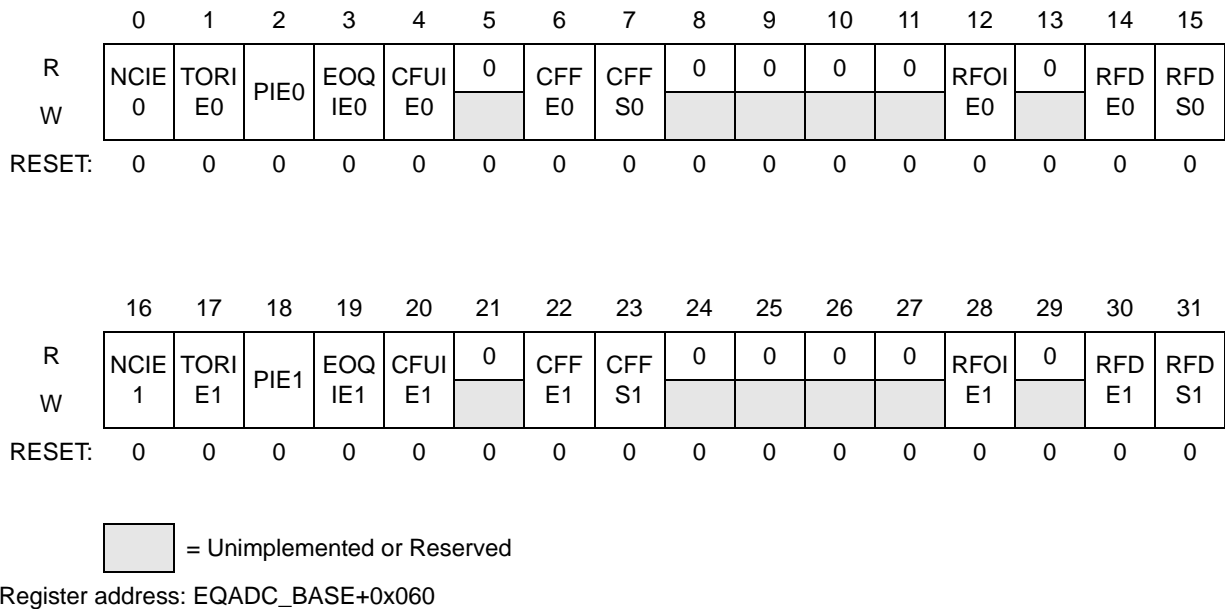 0 1 2 3 4 5 6 7 8 9 10 11 12 13 14 15
R NCIE TORI PIE0 EOQ CFUI 0 CFF CFF 0 0 0 0 RFOI 0 RFD RFD
W 0 E0 IE0 E0 E0 S0 E0 E0 S0
RESET: 0 0 0 0 0 0 0 0 0 0 0 0 0 0 0 0
16 17 18 19 20 21 22 23 24 25 26 27 28 29 30 31
R NCIE TORI PIE1 EOQ CFUI 0 CFF CFF 0 0 0 0 RFOI 0 RFD RFD
W 1 E1 IE1 E1 E1 S1 E1 E1 S1
RESET: 0 0 0 0 0 0 0 0 0 0 0 0 0 0 0 0
= Unimplemented or Reserved
Register address: EQADC_BASE+0x060